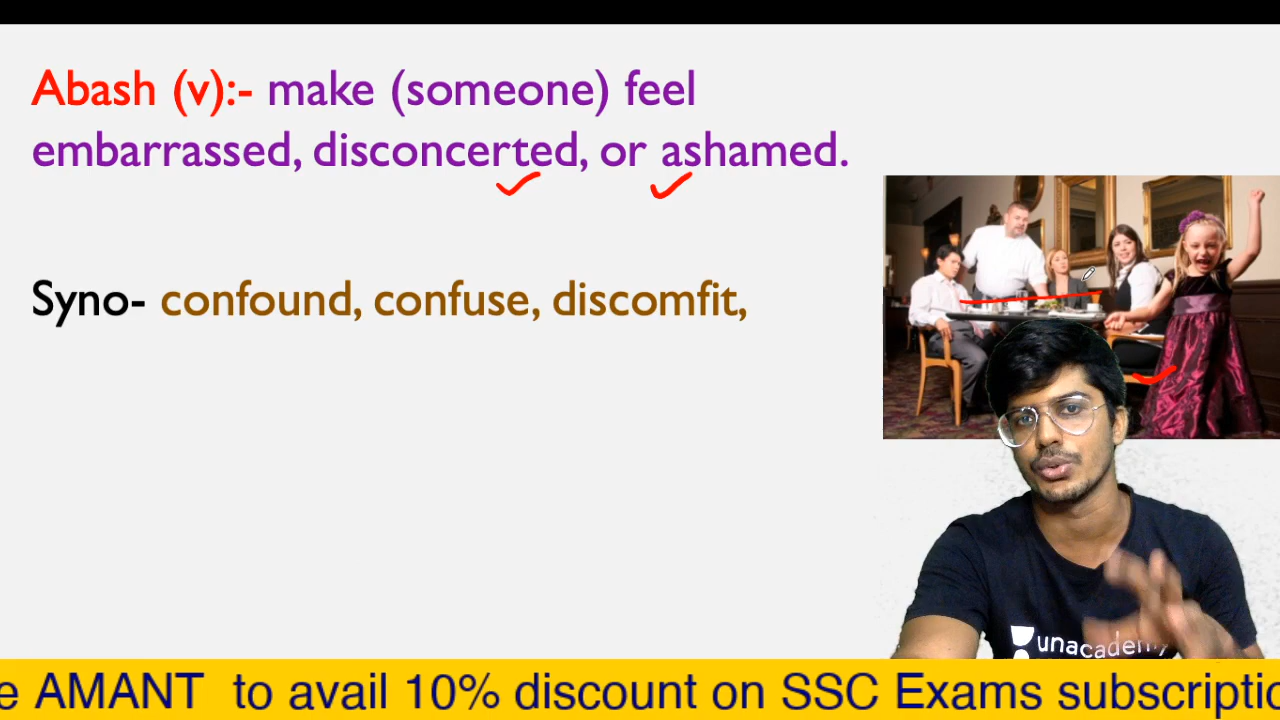 Abash (v):- make (someone) feel
embarrassed, disconcerted, or ashamed.
Syno- confound, confuse, discomfit,
unacademy
e AMANT to avail 10% discount on SSC Exams subscriptio